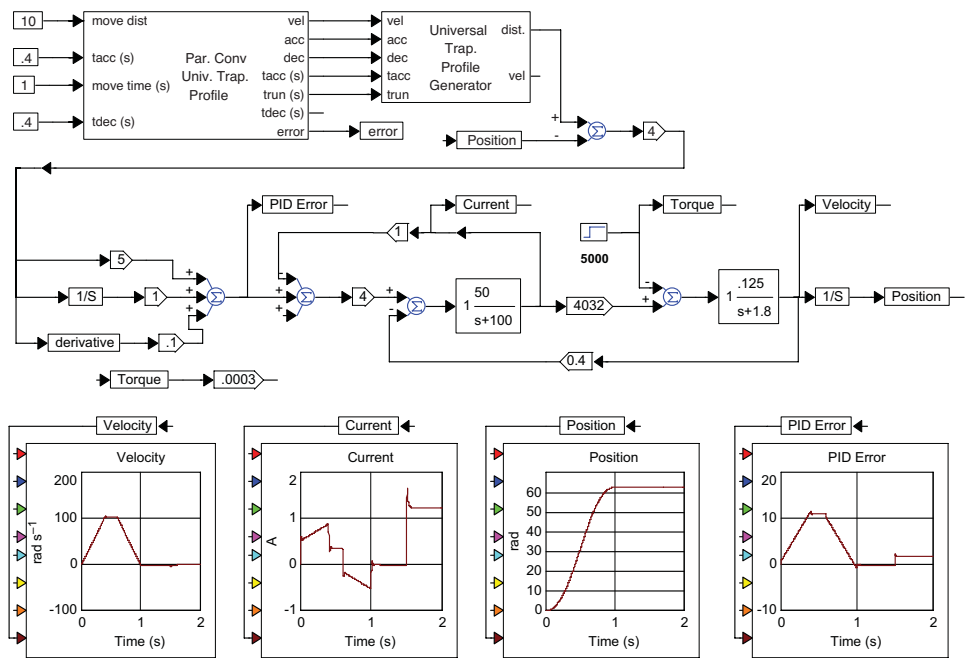 10
move dist
vel
vel
Universal
dist.
acc
acc
Trap.
.4
tacc (s)
Par. Conv
dec
dec
Profile
Univ. Trap.
tacc (s)
tacc
Generator
vel
1
move time (s)
Profile
trun (s)
trun
tdec (s)
.4
tdec (s)
error
error
+
-
Σ
4
Position
PID Error
Current
Torque
Velocity
1
5000
5
+
-
-
50
.125
1/S
1
+
Σ
+
Σ
4
+
Σ
1
s+100
4032
+
Σ
1
s+1.8
1/S
Position
+
+
-
derivative
.1
0.4
Torque
.0003
Velocity
Current
Position
PID Error
Velocity
200
100
0
-100
rad s⁻¹
0
1
2
Time (s)
Current
2
1
0
-1
A
0
1
2
Time (s)
Position
60
50
40
30
20
10
0
rad
0
1
2
Time (s)
PID Error
20
10
0
-10
0
1
2
Time (s)